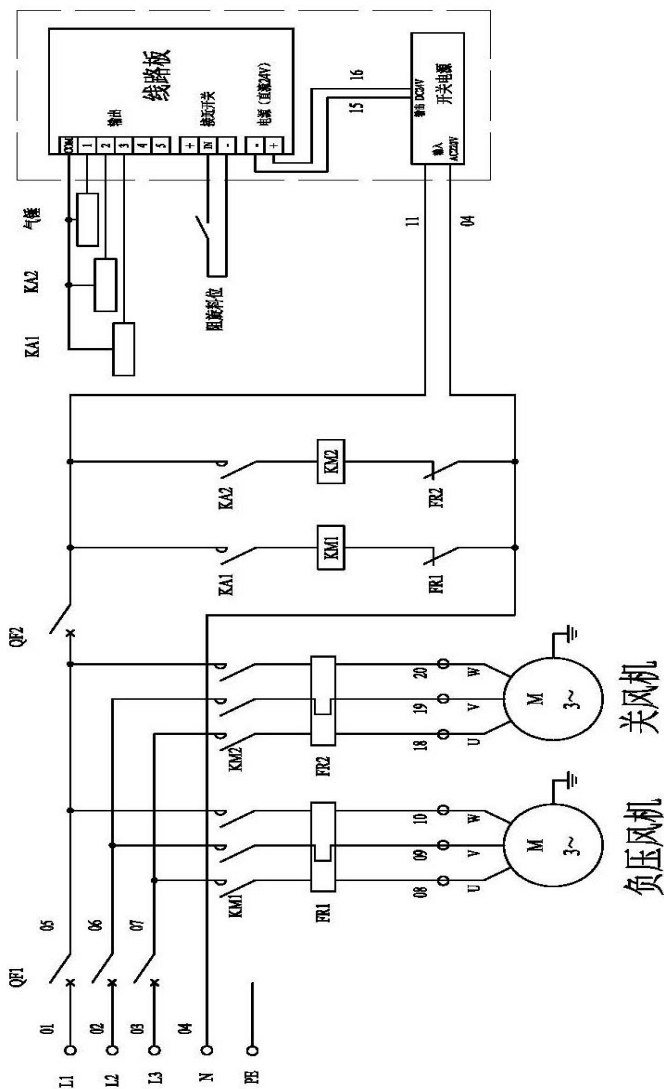 QF1
L1
01
05
L2
02
06
L3
03
07
N
04
PE
QF2
KM1
FR1
08
09
10
U
V
W
M
3~
负压风机
KM2
FR2
18
19
20
U
V
W
M
3~
关风机
KA1
KM1
FR1
KA2
KM2
FR2
KA1
KA2
气锤
阻旋料位
线路板
输出
COM
1
2
3
4
5
接近开关
+
IN
-
电源(直流24V)
-
+
15
16
11
04
输出 DC24V
开关电源
输入
AC220V